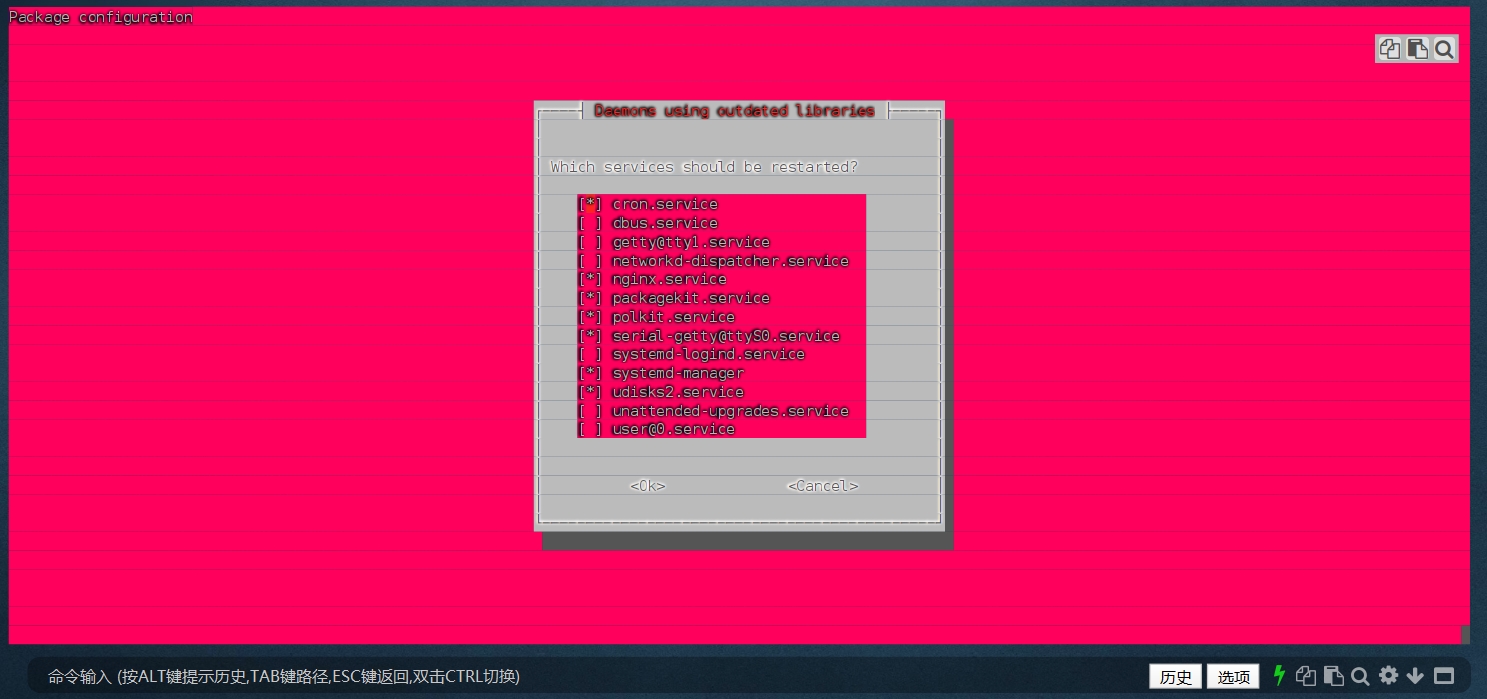 Package configuration
Daemons using outdated libraries
Which services should be restarted?
[*] cron.service
[ ] dbus.service
[ ] getty@tty1.service
[ ] networkd-dispatcher.service
[*] nginx.service
[*] packagekit.service
[*] polkit.service
[*] serial-getty@ttyS0.service
[ ] systemd-logind.service
[*] systemd-manager
[*] udisks2.service
[ ] unattended-upgrades.service
[ ] user@0.service
<Ok> <Cancel>
命令输入 (按ALT键提示历史,TAB键路径,ESC键返回,双击CTRL切换) 历史 选项